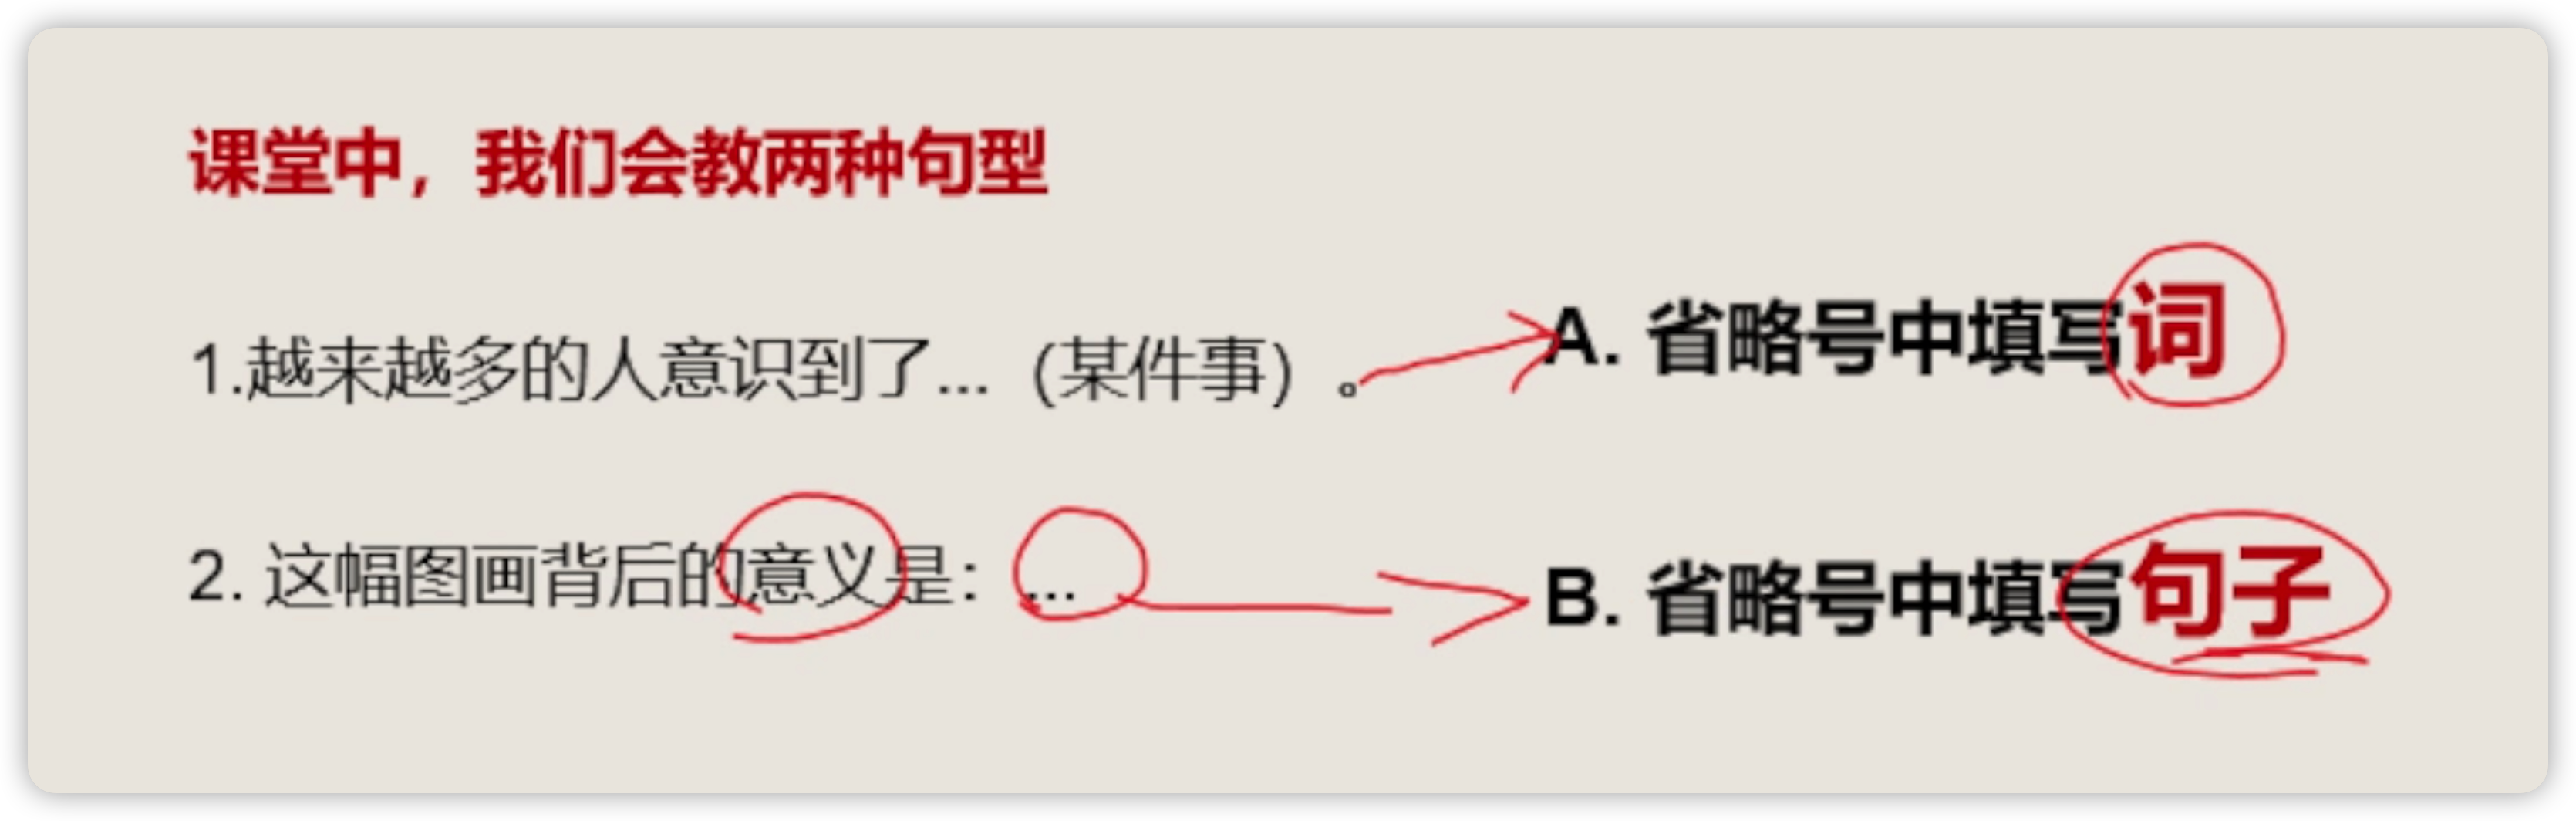 课堂中，我们会教两种句型
1.越来越多的人意识到了...（某件事）。
A. 省略号中填写词
2. 这幅图画背后的意义是：...
B. 省略号中填写句子